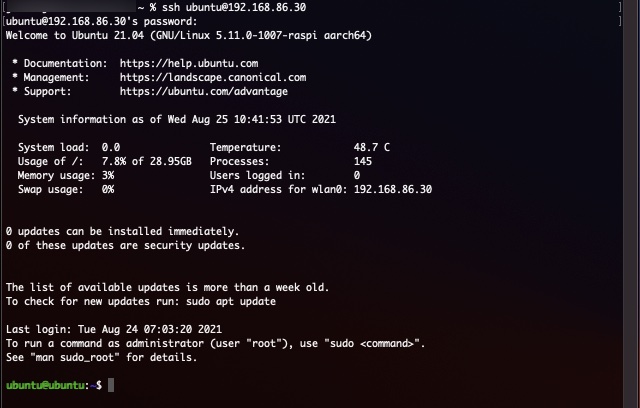 ~ % ssh ubuntu@192.168.86.30
[ubuntu@192.168.86.30's password: ]
Welcome to Ubuntu 21.04 (GNU/Linux 5.11.0-1007-raspi aarch64)
* Documentation: https://help.ubuntu.com
* Management: https://landscape.canonical.com
* Support: https://ubuntu.com/advantage
System information as of Wed Aug 25 10:41:53 UTC 2021
System load: 0.0 Temperature: 48.7 C
Usage of /: 7.8% of 28.95GB Processes: 145
Memory usage: 3% Users logged in: 0
Swap usage: 0% IPv4 address for wlan0: 192.168.86.30
0 updates can be installed immediately.
0 of these updates are security updates.
The list of available updates is more than a week old.
To check for new updates run: sudo apt update
Last login: Tue Aug 24 07:03:20 2021
To run a command as administrator (user "root"), use "sudo <command>".
See "man sudo_root" for details.
ubuntu@ubuntu:~$